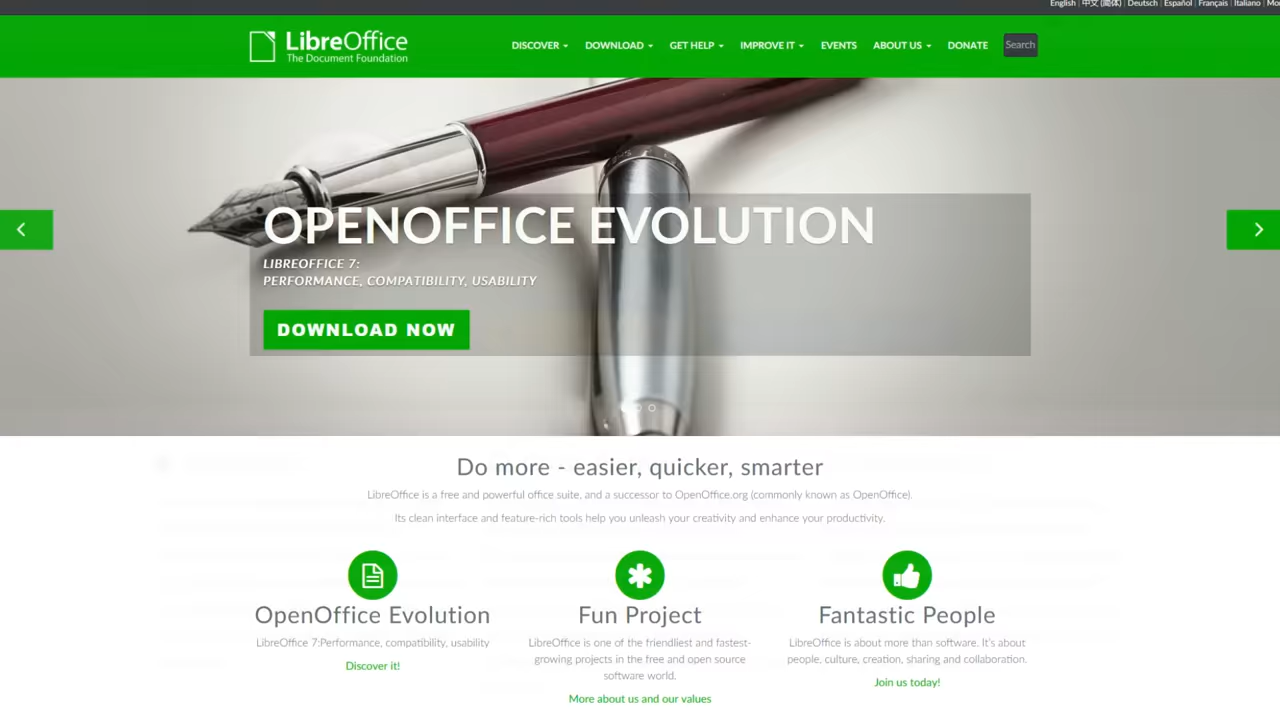 English | 中文 (简体) | Deutsch | Español | Français | Italiano |
LibreOffice
The Document Foundation
DISCOVER DOWNLOAD GET HELP IMPROVE IT EVENTS ABOUT US DONATE Search
OPENOFFICE EVOLUTION
LIBREOFFICE 7:
PERFORMANCE, COMPATIBILITY, USABILITY
DOWNLOAD NOW
Do more - easier, quicker, smarter
LibreOffice is a free and powerful office suite, and a successor to OpenOffice.org (commonly known as OpenOffice).
Its clean interface and feature-rich tools help you unleash your creativity and enhance your productivity.
OpenOffice Evolution
LibreOffice 7:Performance, compatibility, usability
Discover it!
Fun Project
LibreOffice is one of the friendliest and fastest-
growing projects in the free and open source
software world.
More about us and our values
Fantastic People
LibreOffice is about more than software. It's about
people, culture, creation, sharing and collaboration.
Join us today!